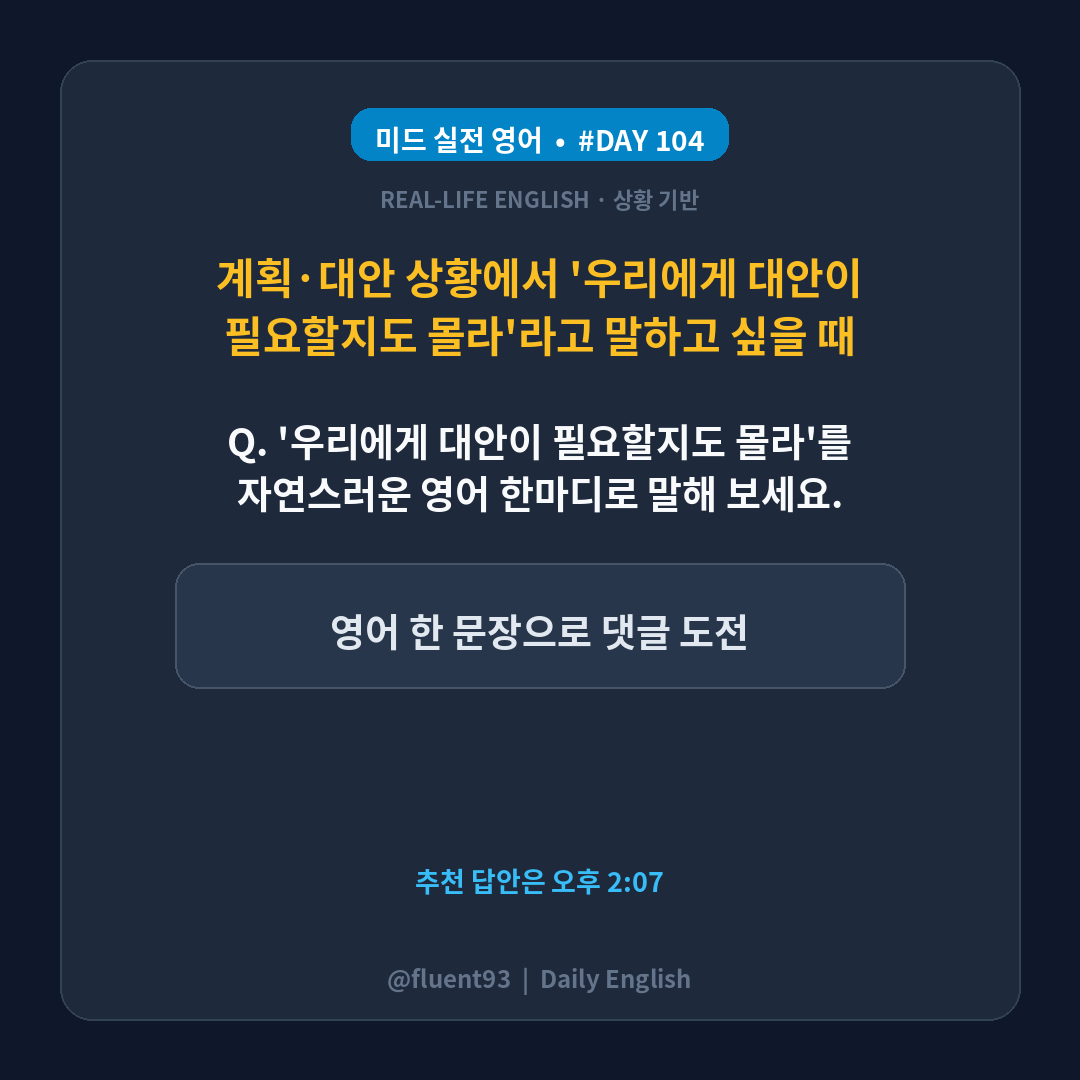 미드 실전 영어 • #DAY 104
REAL-LIFE ENGLISH · 상황 기반
계획·대안 상황에서 '우리에게 대안이
필요할지도 몰라'라고 말하고 싶을 때
Q. '우리에게 대안이 필요할지도 몰라'를
자연스러운 영어 한마디로 말해 보세요.
영어 한 문장으로 댓글 도전
추천 답안은 오후 2:07
@fluent93 | Daily English